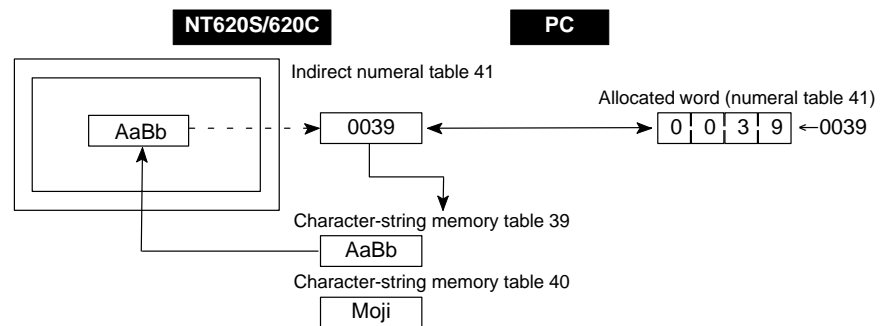 NT620S/620C PC
Indirect numeral table 41
Allocated word (numeral table 41)
AaBb 0039 0 0 3 9 ←0039
Character-string memory table 39
AaBb
Character-string memory table 40
Moji